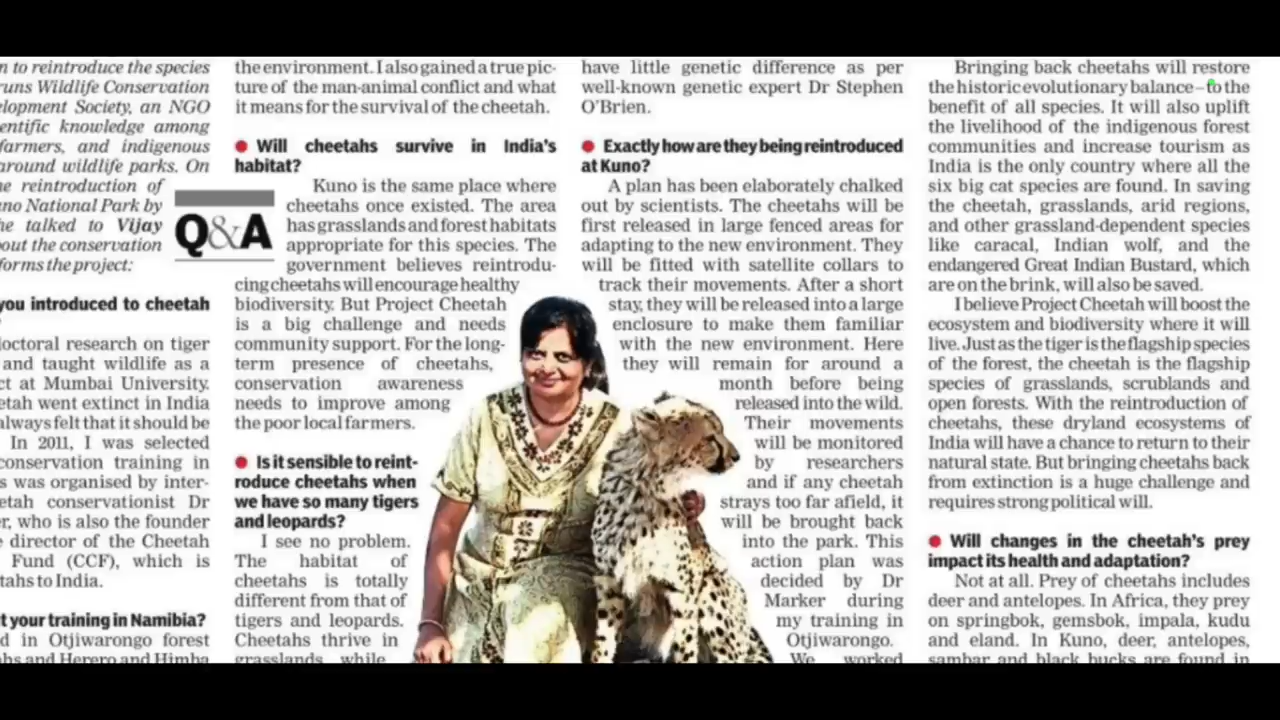 n to reintroduce the species
runs Wildlife Conservation
elopment Society, an NGO
entific knowledge among
farmers, and indigenous
around wildlife parks. On
e reintroduction of
no National Park by
he talked to Vijay
out the conservation
forms the project:
you introduced to cheetah
octoral research on tiger
and taught wildlife as a
ct at Mumbai University.
etah went extinct in India
always felt that it should be
In 2011, I was selected
conservation training in
s was organised by inter-
etah conservationist Dr
r, who is also the founder
e director of the Cheetah
Fund (CCF), which is
tahs to India.
t your training in Namibia?
d in Otjiwarongo forest
hs and Herero and Himba
Q&A
the environment. I also gained a true pic-
ture of the man-animal conflict and what
it means for the survival of the cheetah.
Will cheetahs survive in India's
habitat?
Kuno is the same place where
cheetahs once existed. The area
has grasslands and forest habitats
appropriate for this species. The
government believes reintrodu-
cing cheetahs will encourage healthy
biodiversity. But Project Cheetah
is a big challenge and needs
community support. For the long-
term presence of cheetahs,
conservation awareness
needs to improve among
the poor local farmers.
Is it sensible to reint-
roduce cheetahs when
we have so many tigers
and leopards?
I see no problem.
The habitat of
cheetahs is totally
different from that of
tigers and leopards.
Cheetahs thrive in
grasslands while
have little genetic difference as per
well-known genetic expert Dr Stephen
O'Brien.
Exactly how are they being reintroduced
at Kuno?
A plan has been elaborately chalked
out by scientists. The cheetahs will be
first released in large fenced areas for
adapting to the new environment. They
will be fitted with satellite collars to
track their movements. After a short
stay, they will be released into a large
enclosure to make them familiar
with the new environment. Here
they will remain for around a
month before being
released into the wild.
Their movements
will be monitored
by researchers
and if any cheetah
strays too far afield, it
will be brought back
into the park. This
action plan was
decided by Dr
Marker during
my training in
Otjiwarongo.
We worked
Bringing back cheetahs will restore
the historic evolutionary balance – to the
benefit of all species. It will also uplift
the livelihood of the indigenous forest
communities and increase tourism as
India is the only country where all the
six big cat species are found. In saving
the cheetah, grasslands, arid regions,
and other grassland-dependent species
like caracal, Indian wolf, and the
endangered Great Indian Bustard, which
are on the brink, will also be saved.
I believe Project Cheetah will boost the
ecosystem and biodiversity where it will
live. Just as the tiger is the flagship species
of the forest, the cheetah is the flagship
species of grasslands, scrublands and
open forests. With the reintroduction of
cheetahs, these dryland ecosystems of
India will have a chance to return to their
natural state. But bringing cheetahs back
from extinction is a huge challenge and
requires strong political will.
Will changes in the cheetah's prey
impact its health and adaptation?
Not at all. Prey of cheetahs includes
deer and antelopes. In Africa, they prey
on springbok, gemsbok, impala, kudu
and eland. In Kuno, deer, antelopes,
sambar and black bucks are found in